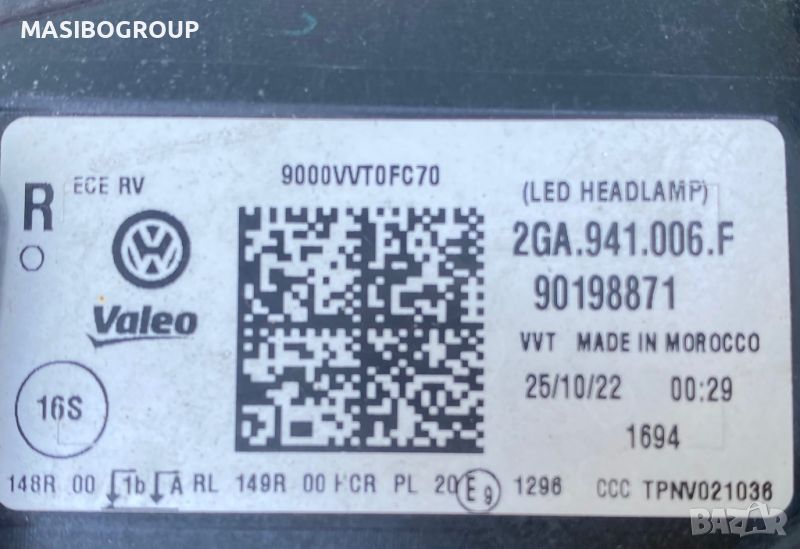 MASIBOGROUP
R
ECE RV
9000VVT0FC70
(LED HEADLAMP)
2GA.941.006.F
90198871
Valeo
VVT MADE IN MOROCCO
25/10/22 00:29
16S
1694
148R 00 1b A RL 149R 00 HCR PL 20 E9 1296 CCC TPNV021036
BAZAR